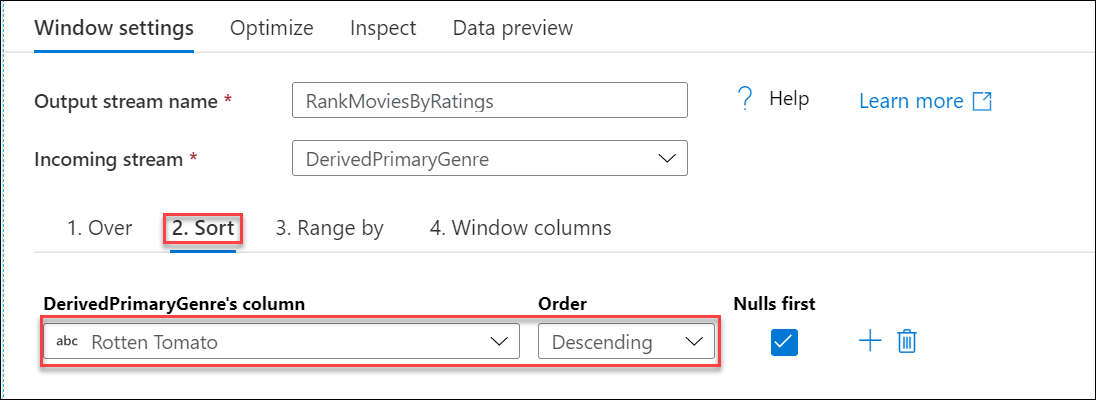 Window settings Optimize Inspect Data preview
Output stream name * RankMoviesByRatings ? Help Learn more
Incoming stream * DerivedPrimaryGenre
1. Over 2. Sort 3. Range by 4. Window columns
DerivedPrimaryGenre's column Order Nulls first
abc Rotten Tomato Descending